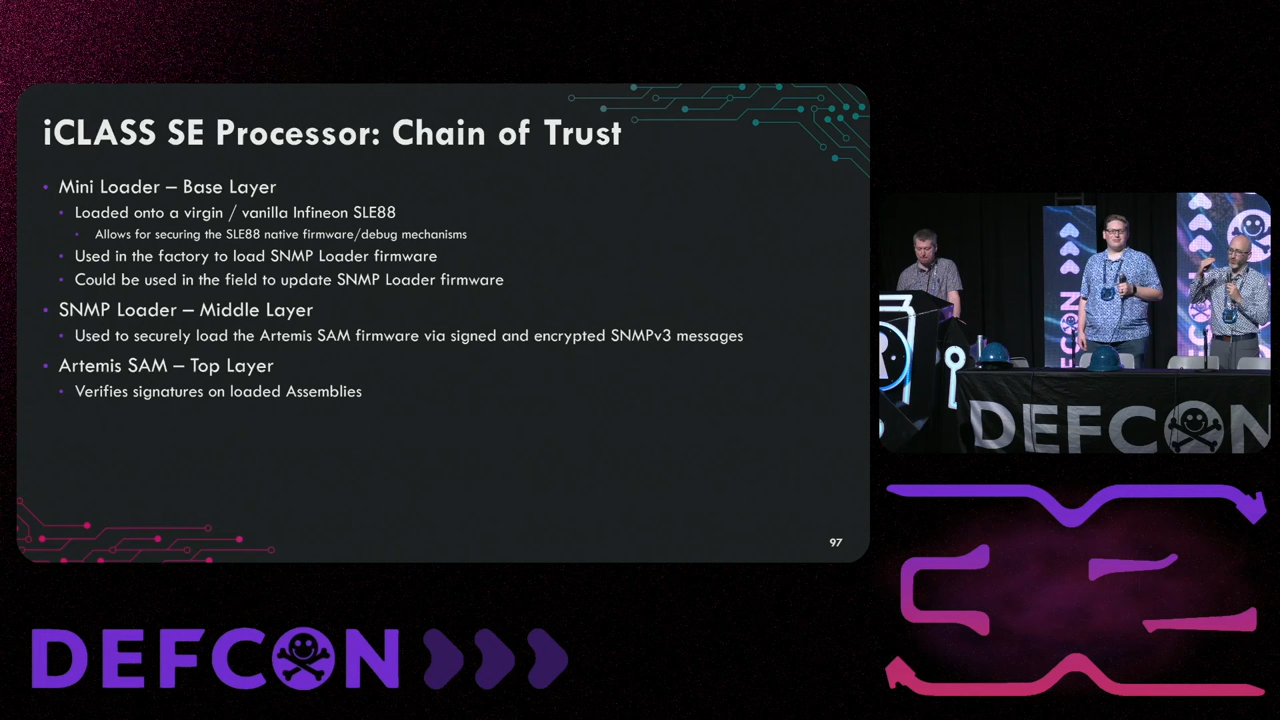 iCLASS SE Processor: Chain of Trust
• Mini Loader – Base Layer
• Loaded onto a virgin / vanilla Infineon SLE88
• Allows for securing the SLE88 native firmware/debug mechanisms
• Used in the factory to load SNMP Loader firmware
• Could be used in the field to update SNMP Loader firmware
• SNMP Loader – Middle Layer
• Used to securely load the Artemis SAM firmware via signed and encrypted SNMPv3 messages
• Artemis SAM – Top Layer
• Verifies signatures on loaded Assemblies
97
DEFCON
DEFCON